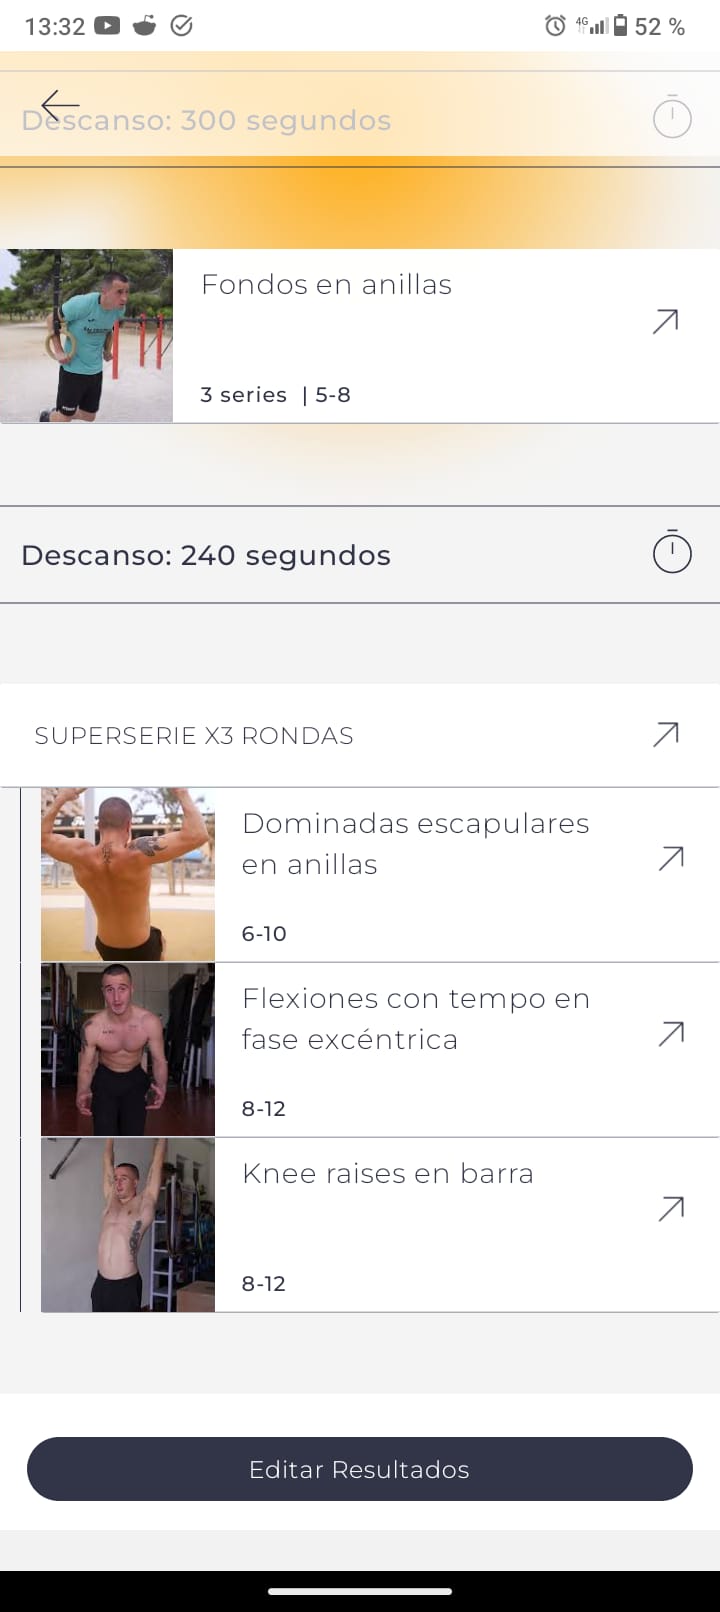 13:32
4G
52 %
Descanso: 300 segundos
Fondos en anillas
3 series | 5-8
Descanso: 240 segundos
SUPERSERIE X3 RONDAS
Dominadas escapulares
en anillas
6-10
Flexiones con tempo en
fase excéntrica
8-12
Knee raises en barra
8-12
Editar Resultados